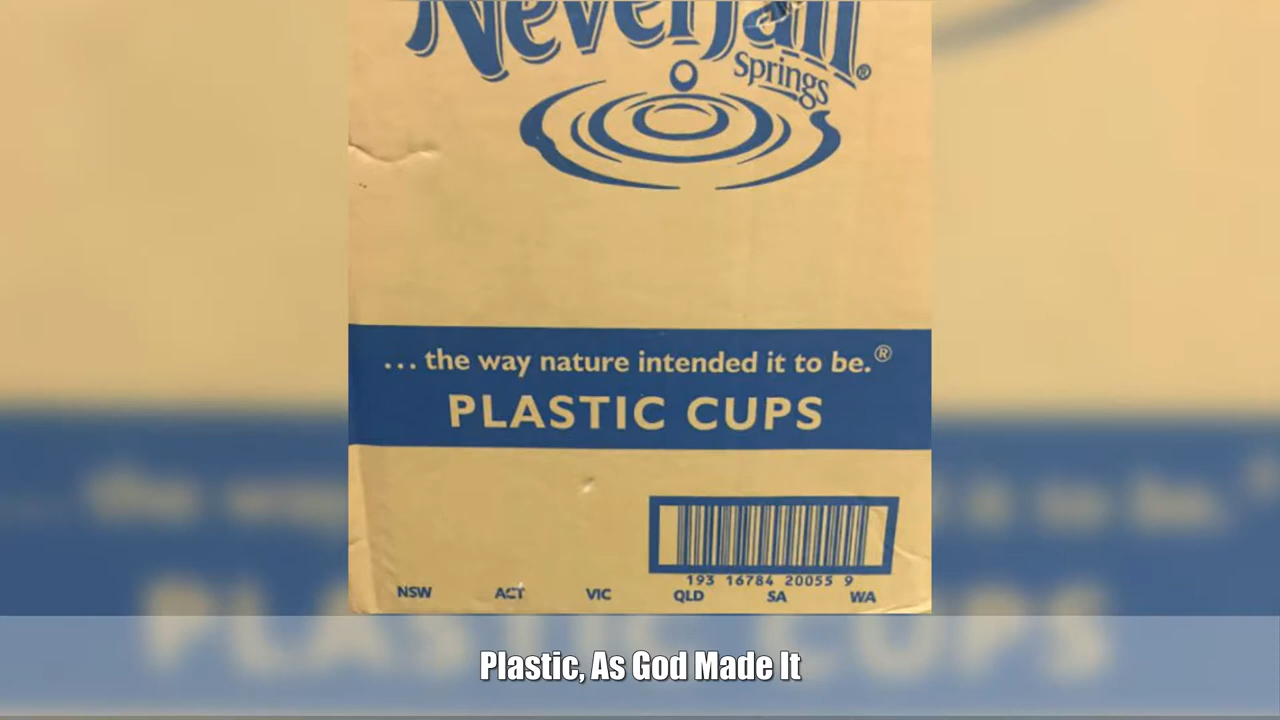 Neverfail®
Springs
... the way nature intended it to be.®
PLASTIC CUPS
193 16784 20055 9
NSW ACT VIC QLD SA WA
Plastic, As God Made It